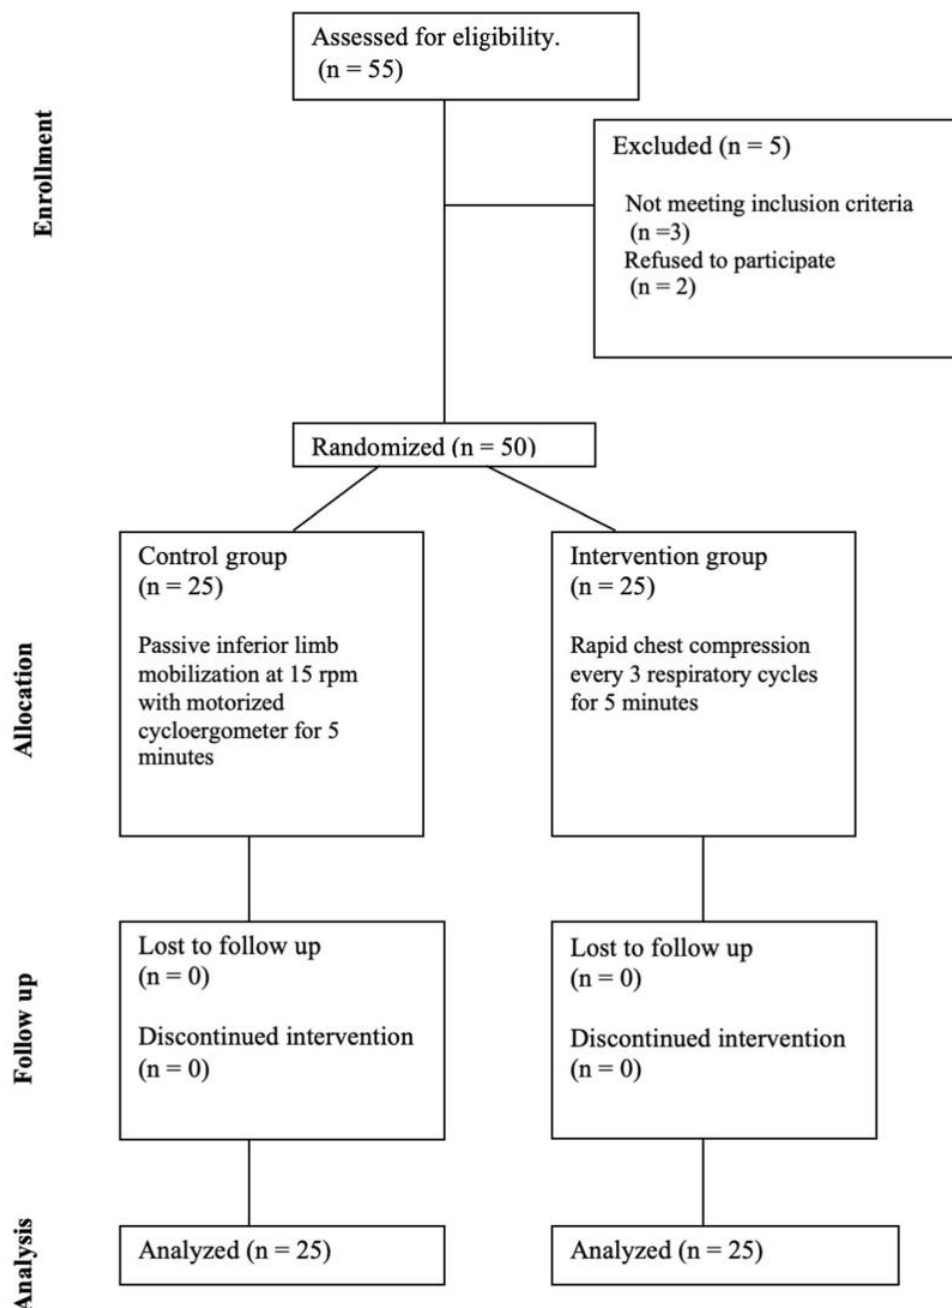 Enrollment
Assessed for eligibility.
(n = 55)
Excluded (n = 5)
Not meeting inclusion criteria
(n =3)
Refused to participate
(n = 2)
Randomized (n = 50)
Allocation
Control group
(n = 25)
Passive inferior limb
mobilization at 15 rpm
with motorized
cycloergometer for 5
minutes
Intervention group
(n = 25)
Rapid chest compression
every 3 respiratory cycles
for 5 minutes
Follow up
Lost to follow up
(n = 0)
Discontinued intervention
(n = 0)
Lost to follow up
(n = 0)
Discontinued intervention
(n = 0)
Analysis
Analyzed (n = 25)
Analyzed (n = 25)